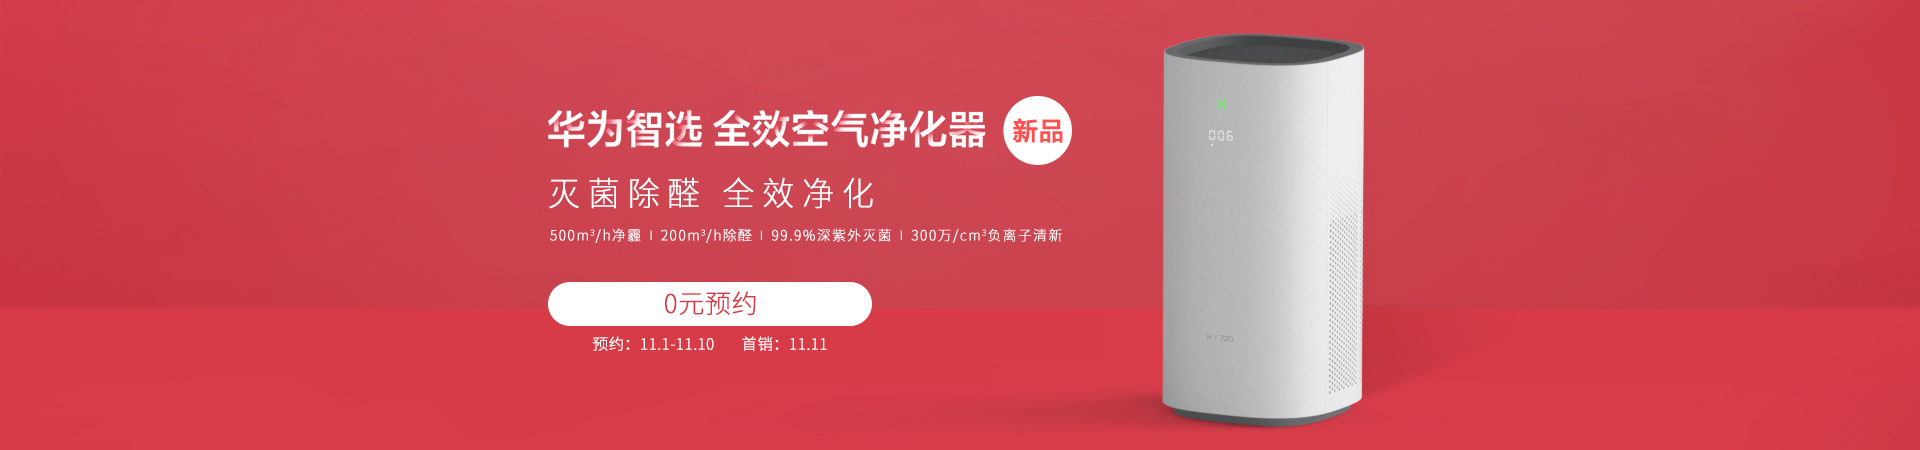 华为智选 全效空气净化器 新品
灭菌除醛 全效净化
500m³/h净霾 | 200m³/h除醛 | 99.9%深紫外灭菌 | 300万/cm³负离子清新
0元预约
预约：11.1-11.10 首销：11.11
H
006
H · 720